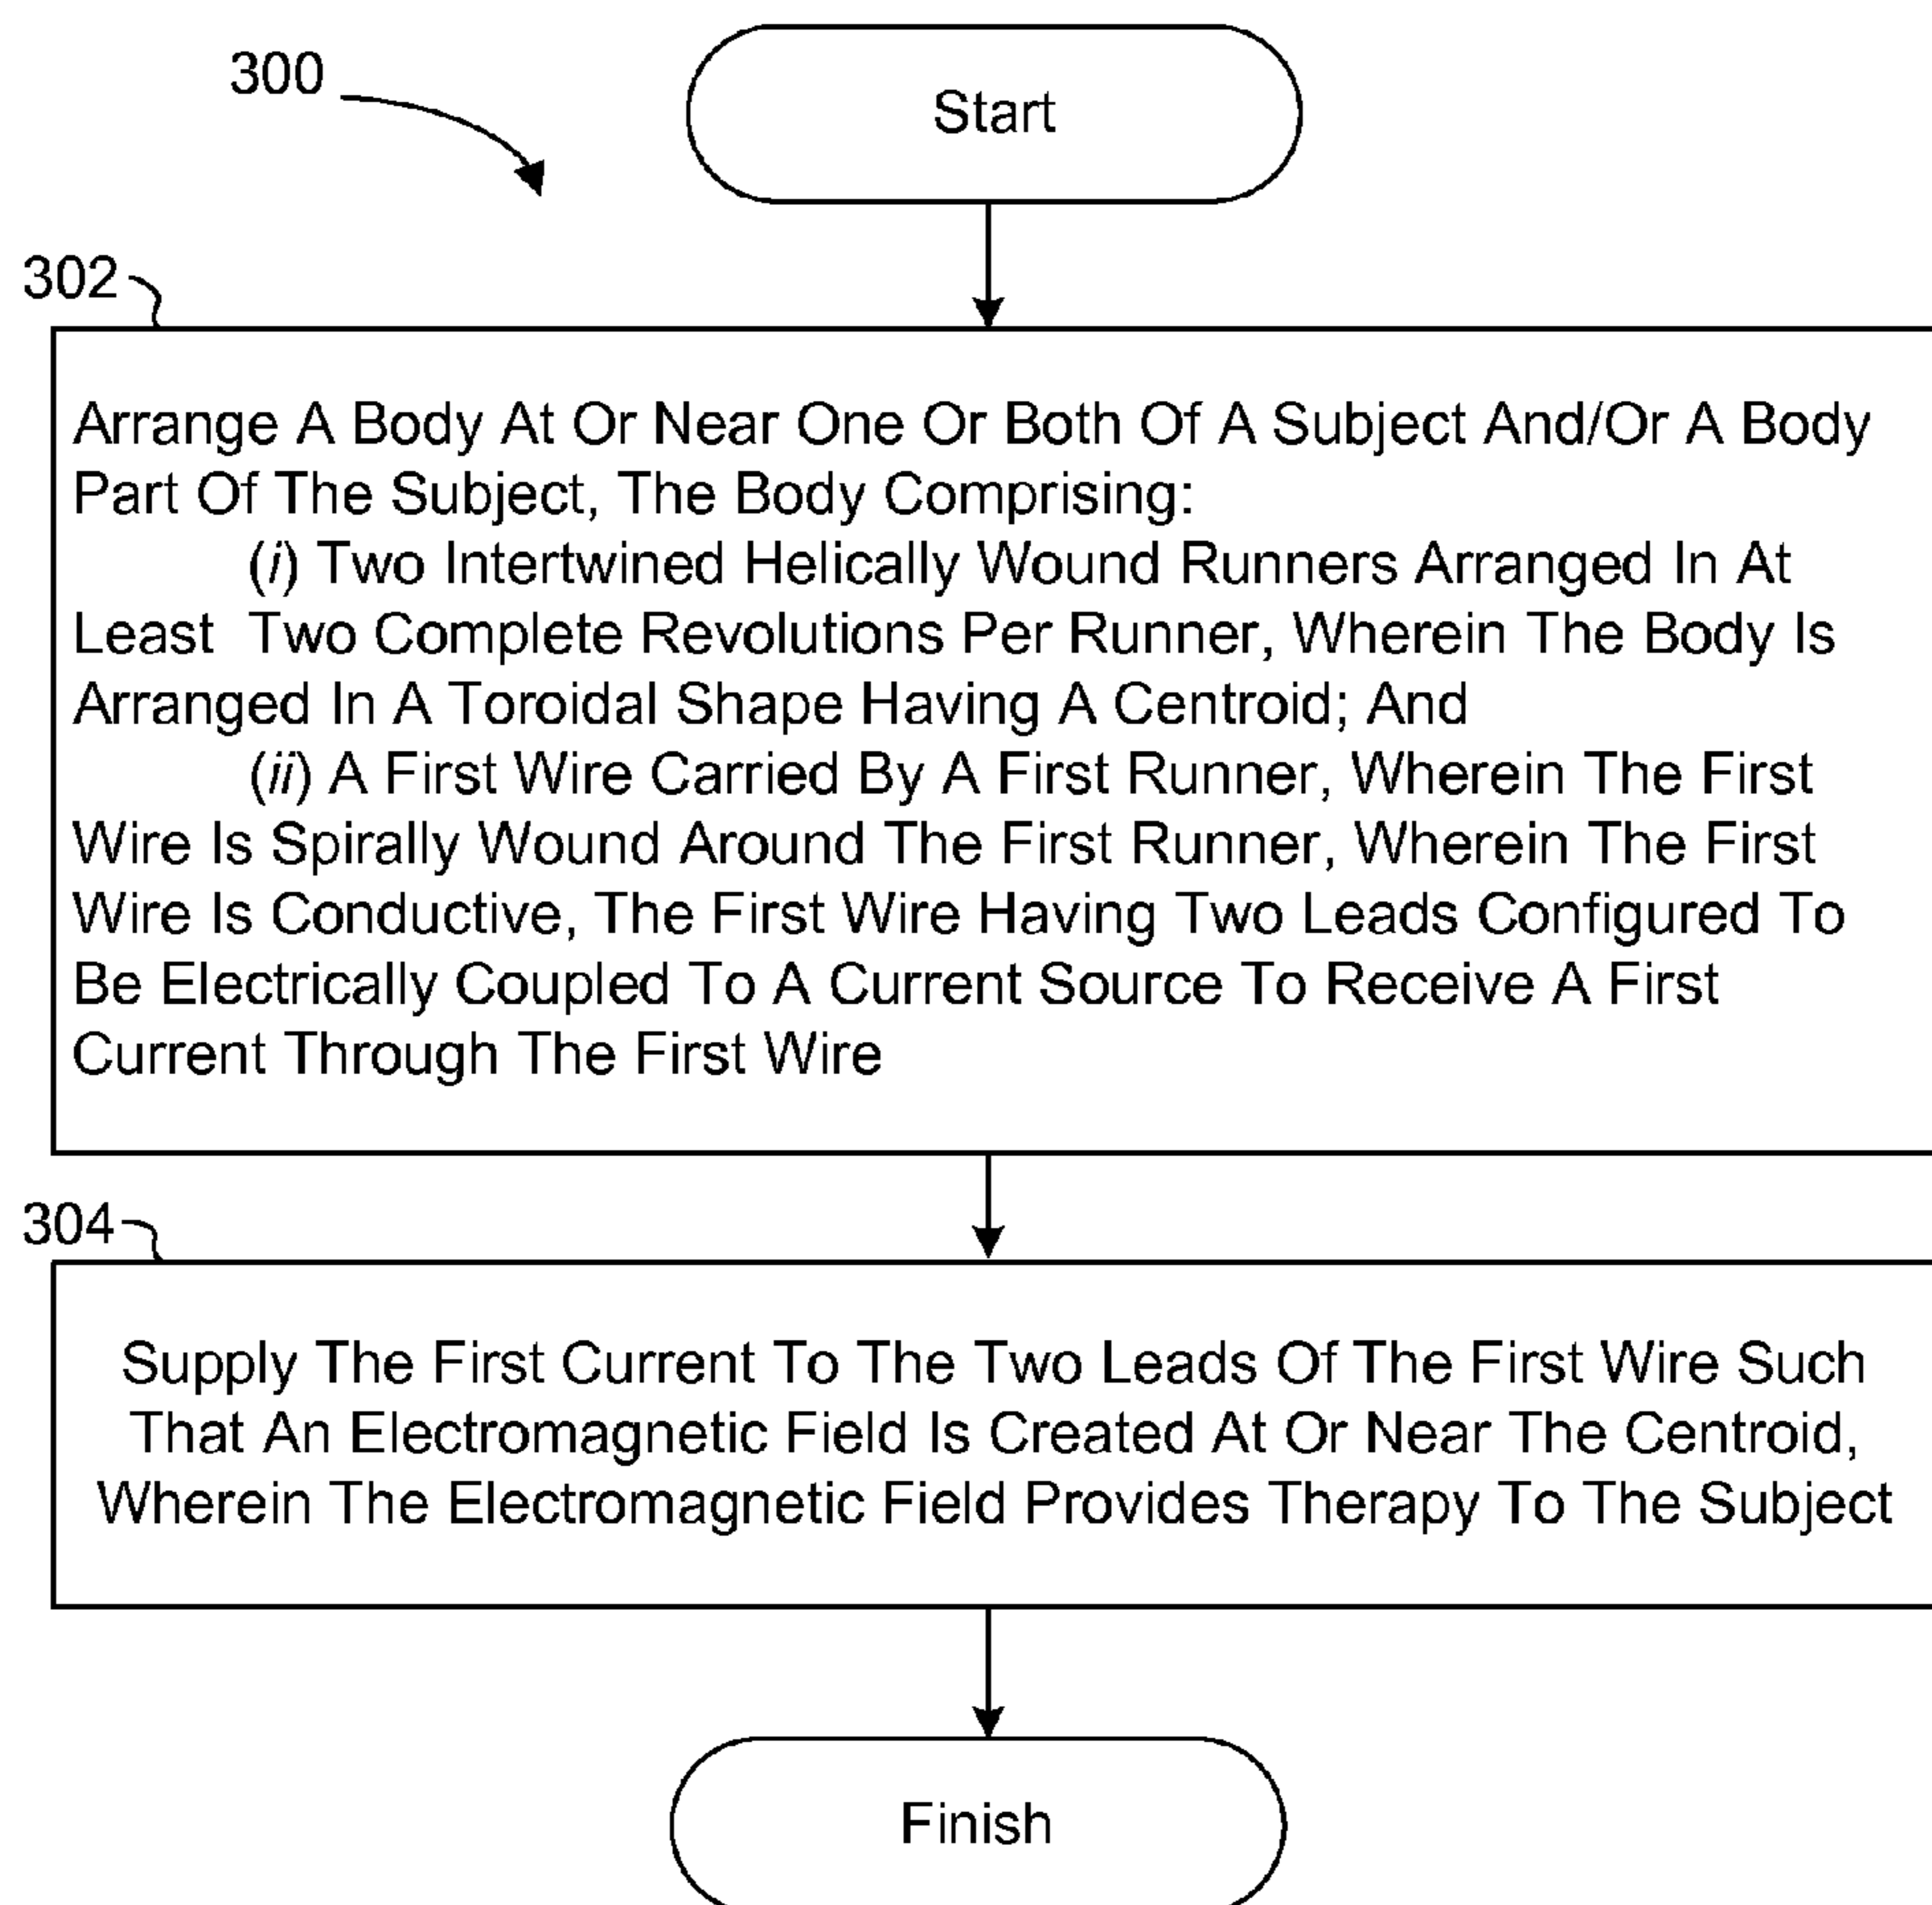 300
Start
302
Arrange A Body At Or Near One Or Both Of A Subject And/Or A Body
Part Of The Subject, The Body Comprising:
(i) Two Intertwined Helically Wound Runners Arranged In At
Least Two Complete Revolutions Per Runner, Wherein The Body Is
Arranged In A Toroidal Shape Having A Centroid; And
(ii) A First Wire Carried By A First Runner, Wherein The First
Wire Is Spirally Wound Around The First Runner, Wherein The First
Wire Is Conductive, The First Wire Having Two Leads Configured To
Be Electrically Coupled To A Current Source To Receive A First
Current Through The First Wire
304
Supply The First Current To The Two Leads Of The First Wire Such
That An Electromagnetic Field Is Created At Or Near The Centroid,
Wherein The Electromagnetic Field Provides Therapy To The Subject
Finish